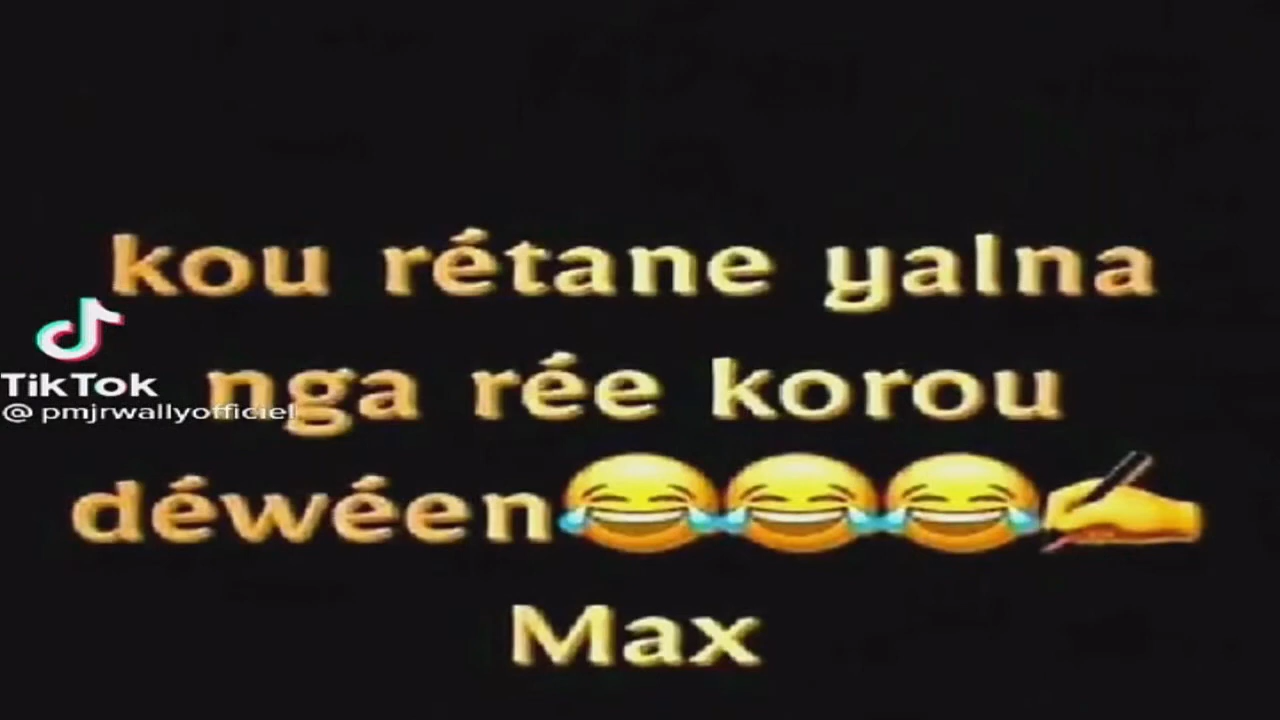 kou rétane yalna
nga rée korou
déwéen😂😂😂✍️
Max
TikTok
@ pmjrwallyofficiel